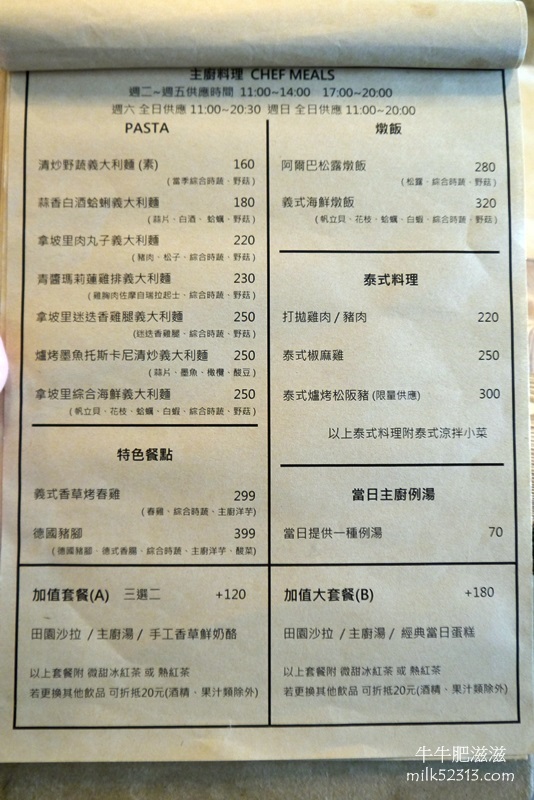 主廚料理 CHEF MEALS
週二~週五供應時間 11:00~14:00 17:00~20:00
週六 全日供應 11:00~20:30 週日 全日供應 11:00~20:00
PASTA
清炒野蔬義大利麵 (素) 160
( 當季綜合時蔬、野菇 )
蒜香白酒蛤蜊義大利麵 180
( 蒜片、白酒、蛤蠣、野菇 )
拿坡里肉丸子義大利麵 220
( 豬肉、松子、綜合時蔬、野菇 )
青醬瑪莉蓮雞排義大利麵 230
( 雞胸肉佐摩自瑞拉起士、綜合時蔬、野菇 )
拿坡里迷迭香雞腿義大利麵 250
(迷迭香雞腿、綜合時蔬、野菇 )
爐烤墨魚托斯卡尼清炒義大利麵 250
( 蒜片、墨魚、橄欖、酸豆 )
拿坡里綜合海鮮義大利麵 250
( 帆立貝、花枝、蛤蠣、白蝦、綜合時蔬、野菇 )
特色餐點
義式香草烤春雞 299
( 春雞、綜合時蔬、主廚洋芋 )
德國豬腳 399
( 德國豬腳、德式香腸、綜合時蔬、主廚洋芋、酸菜 )
燉飯
阿爾巴松露燉飯 280
( 松露、綜合時蔬、野菇 )
義式海鮮燉飯 320
( 帆立貝、花枝、蛤蠣、白蝦、綜合時蔬、野菇 )
泰式料理
打拋雞肉 / 豬肉 220
泰式椒麻雞 250
泰式爐烤松阪豬 (限量供應) 300
以上泰式料理附泰式涼拌小菜
當日主廚例湯
當日提供一種例湯 70
加值套餐(A) 三選二 +120
田園沙拉 / 主廚湯 / 手工香草鮮奶酪
以上套餐附 微甜冰紅茶 或 熱紅茶
若更換其他飲品 可折抵20元(酒精、果汁類除外)
加值大套餐(B) +180
田園沙拉 / 主廚湯 / 經典當日蛋糕
以上套餐附 微甜冰紅茶 或 熱紅茶
若更換其他飲品 可折抵20元(酒精、果汁類除外)
牛牛肥滋滋
milk52313.com